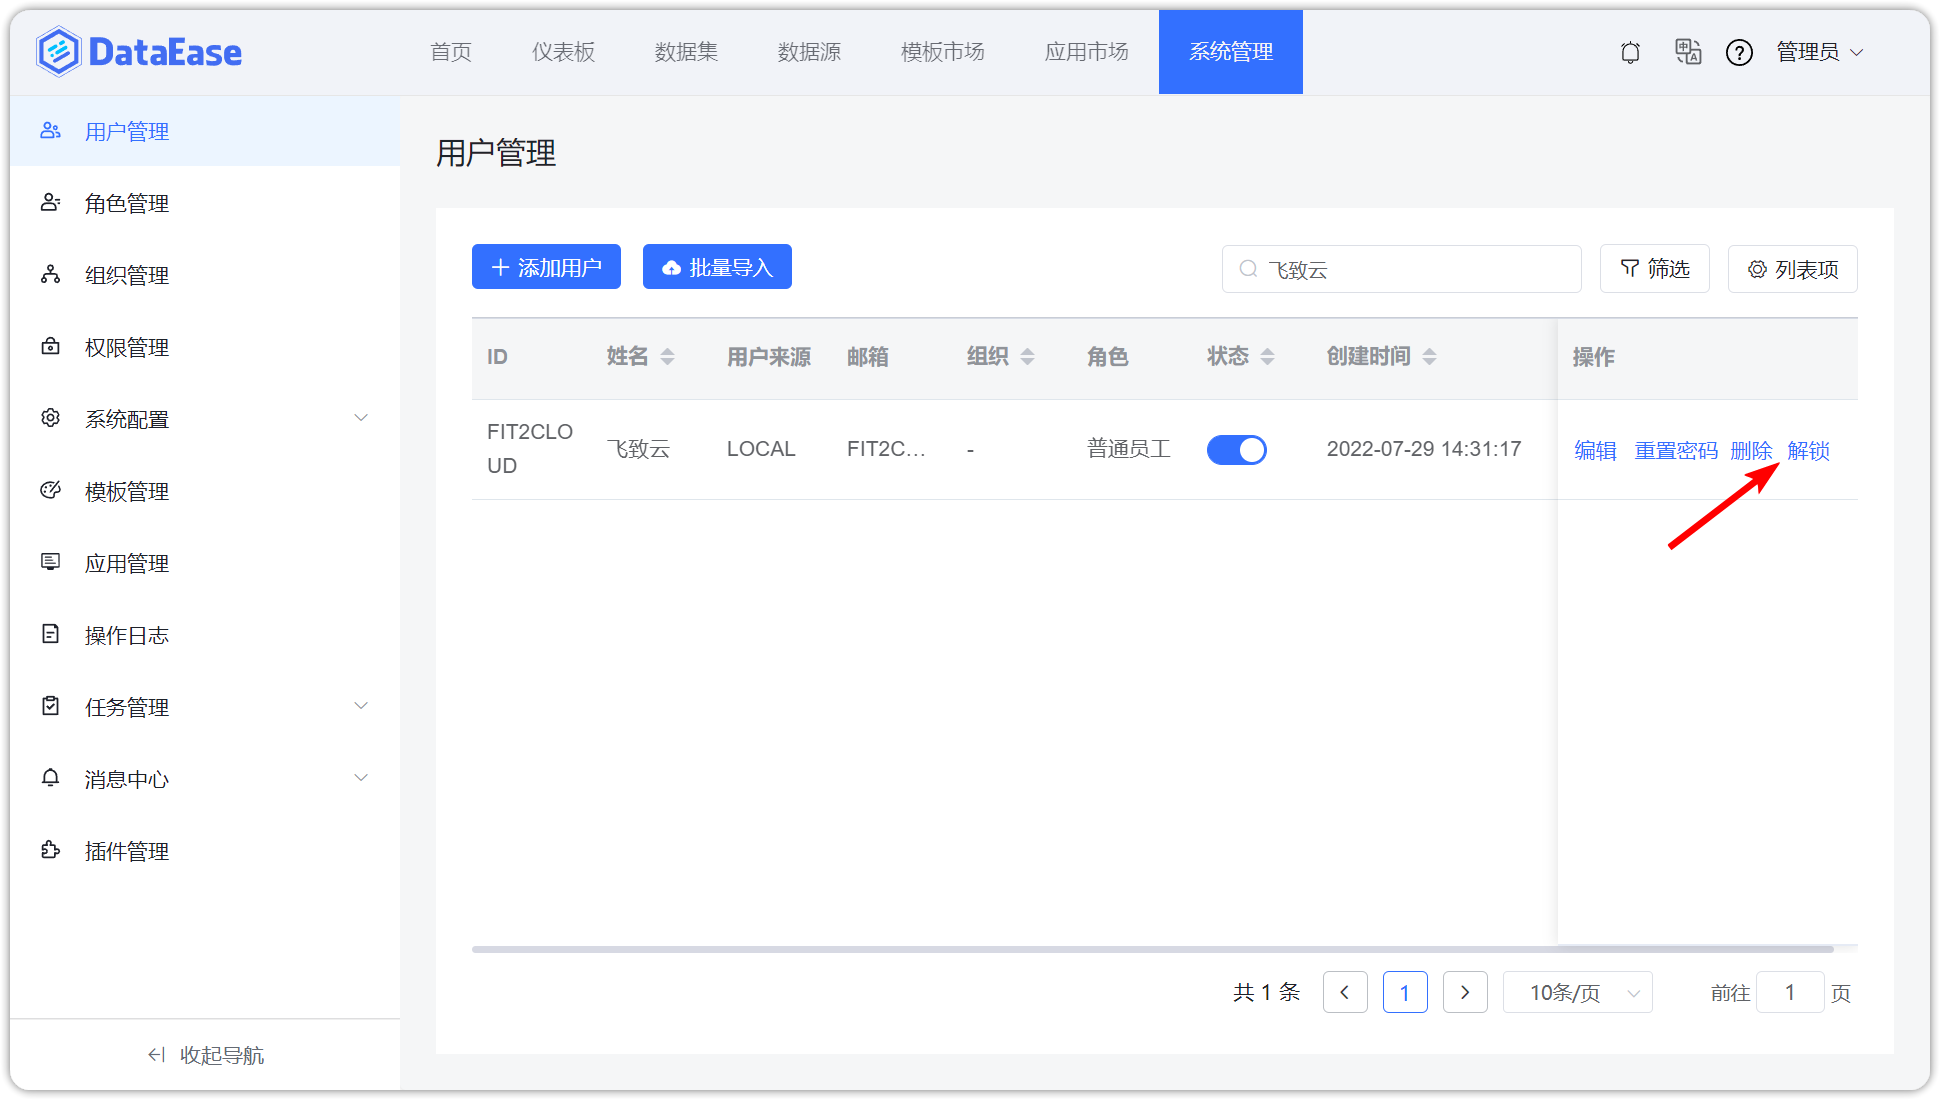 DataEase
首页 仪表板 数据集 数据源 模板市场 应用市场 系统管理 管理员
用户管理
角色管理
组织管理
权限管理
系统配置
模板管理
应用管理
操作日志
任务管理
消息中心
插件管理
收起导航
用户管理
添加用户 批量导入 飞致云 筛选 列表项
ID 姓名 用户来源 邮箱 组织 角色 状态 创建时间 操作
FIT2CLO
UD
飞致云 LOCAL FIT2C... - 普通员工 2022-07-29 14:31:17 编辑 重置密码 删除 解锁
共 1 条 1 10条/页 前往 1 页